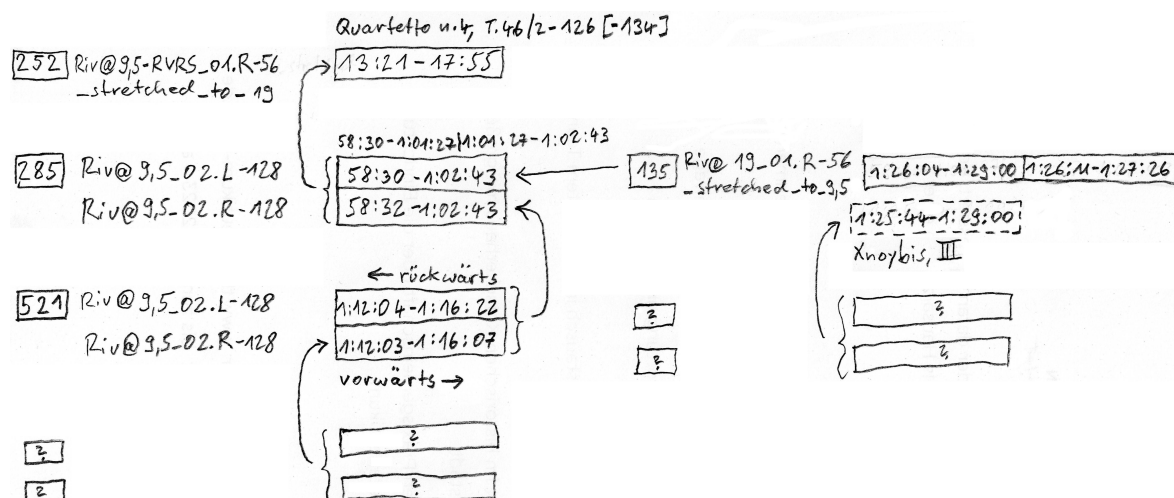 Quartetto n.4, T.46/2-126 [-134]
252 Riv@9,5-RVRS_01.R-56 13:21-17:55
_stretched_to_19
58:30-1:01:27|1:01:27-1:02:43
285 Riv@9,5_02.L-128 58:30-1:02:43 135 Riv@19_01.R-56 1:26:04-1:29:00 1:26:11-1:27:26
_stretched_to_9,5
Riv@9,5_02.R-128 58:32-1:02:43 1:25:44-1:29:00
Xnoybis, III
← rückwärts
521 Riv@9,5_02.L-128 1:12:04-1:16:22 ? ?
Riv@9,5_02.R-128 1:12:03-1:16:07 ? ?
vorwärts →
? ?
? ?